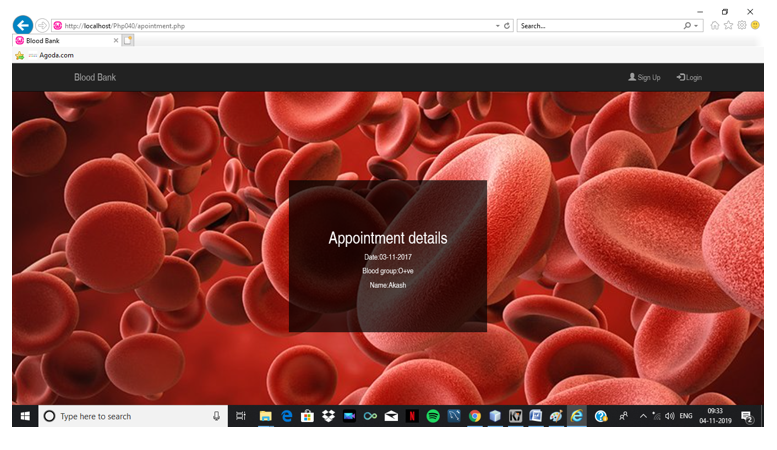 http://localhost/Php040/apointment.php
Search...
Blood Bank
Agoda.com
Blood Bank
Sign Up
Login
Appointment details
Date:03-11-2017
Blood group:O+ve
Name:Akash
Type here to search
ENG
09:33
04-11-2019